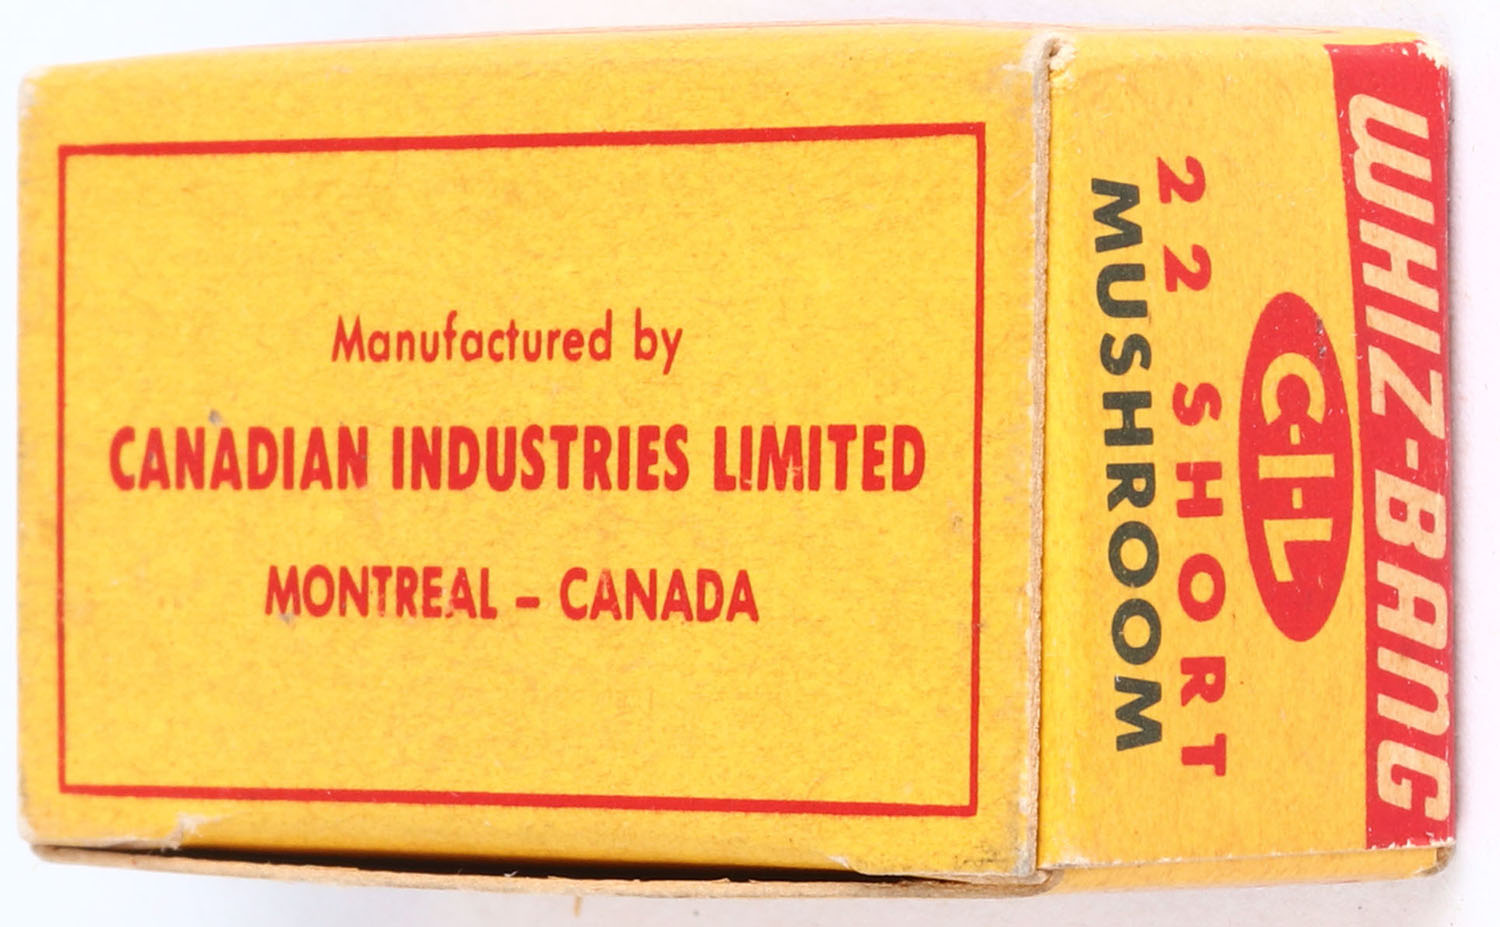 Manufactured by
CANADIAN INDUSTRIES LIMITED
MONTREAL – CANADA
WHIZ-BANG
C-I-L
22 SHORT
MUSHROOM